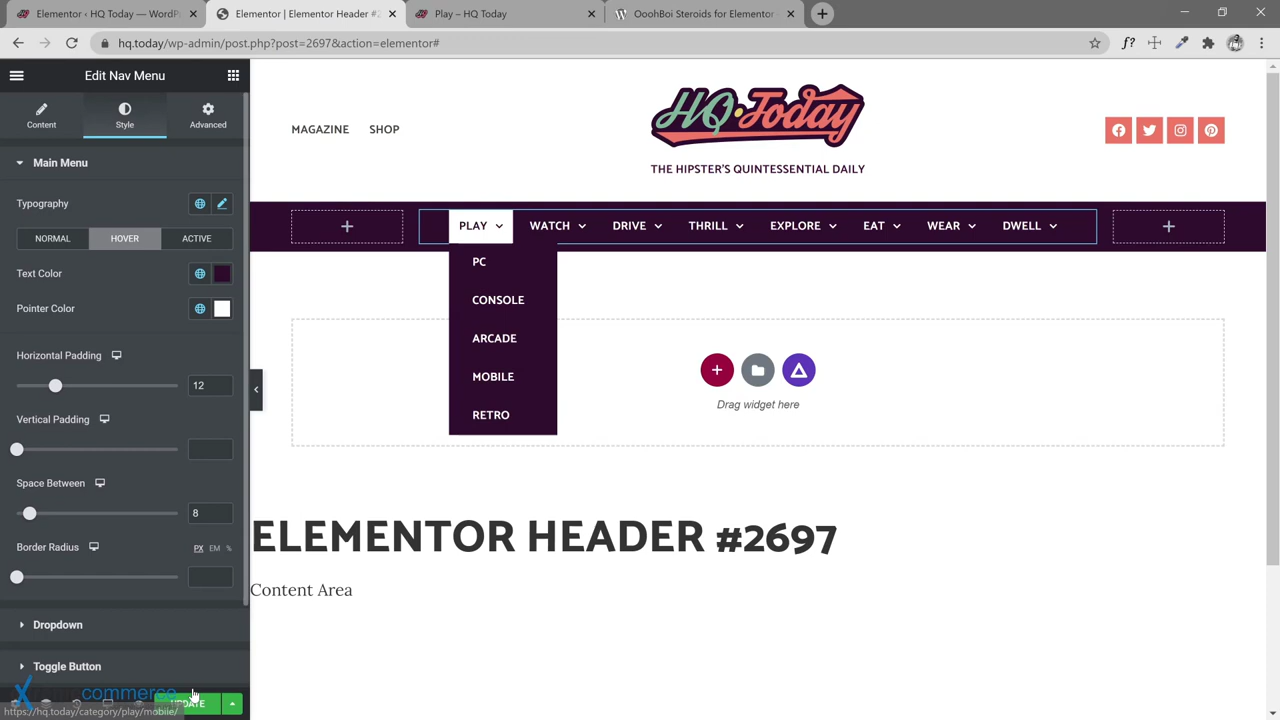 Elementor ‹ HQ Today — WordP
Elementor | Elementor Header #2
Play – HQ Today
OoohBoi Steroids for Elementor
hq.today/wp-admin/post.php?post=2697&action=elementor#
Edit Nav Menu
Content
Style
Advanced
Main Menu
Typography
NORMAL
HOVER
ACTIVE
Text Color
Pointer Color
Horizontal Padding
12
Vertical Padding
Space Between
8
Border Radius
PX EM %
Dropdown
Toggle Button
commerce
UPDATE
https://hq.today/category/play/mobile/
MAGAZINE
SHOP
HQ Today
THE HIPSTER'S QUINTESSENTIAL DAILY
PLAY
WATCH
DRIVE
THRILL
EXPLORE
EAT
WEAR
DWELL
PC
CONSOLE
ARCADE
MOBILE
RETRO
Drag widget here
ELEMENTOR HEADER #2697
Content Area